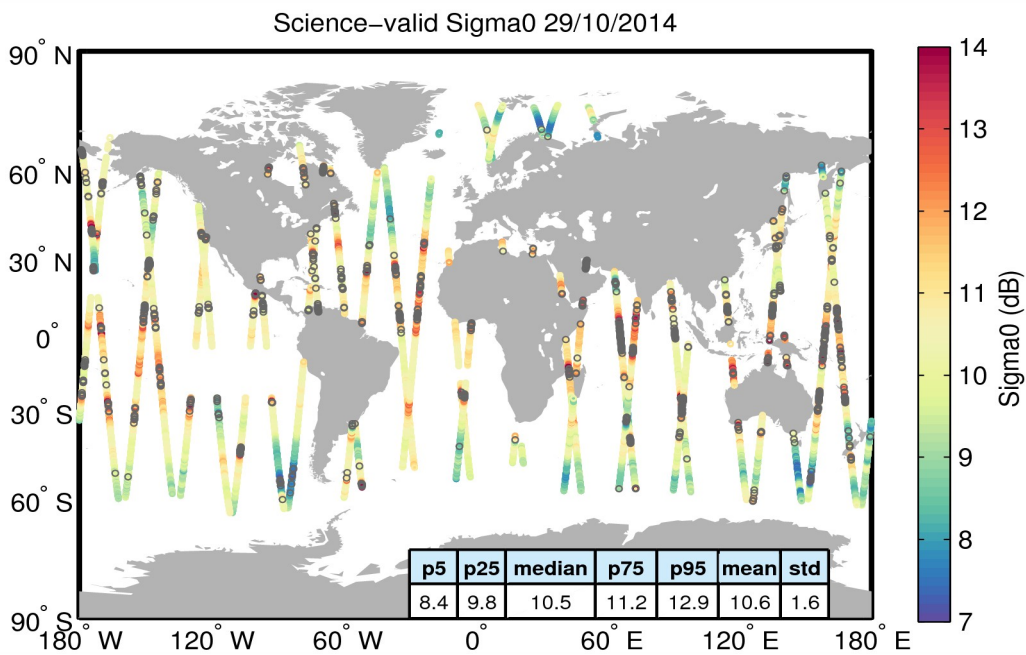 Science−valid Sigma0 29/10/2014
90° N
60° N
30° N
0°
30° S
60° S
90° S
180° W
120° W
60° W
0°
60° E
120° E
180° E
p5 p25 median p75 p95 mean std
8.4 9.8 10.5 11.2 12.9 10.6 1.6
14
13
12
11
10
9
8
7
Sigma0 (dB)